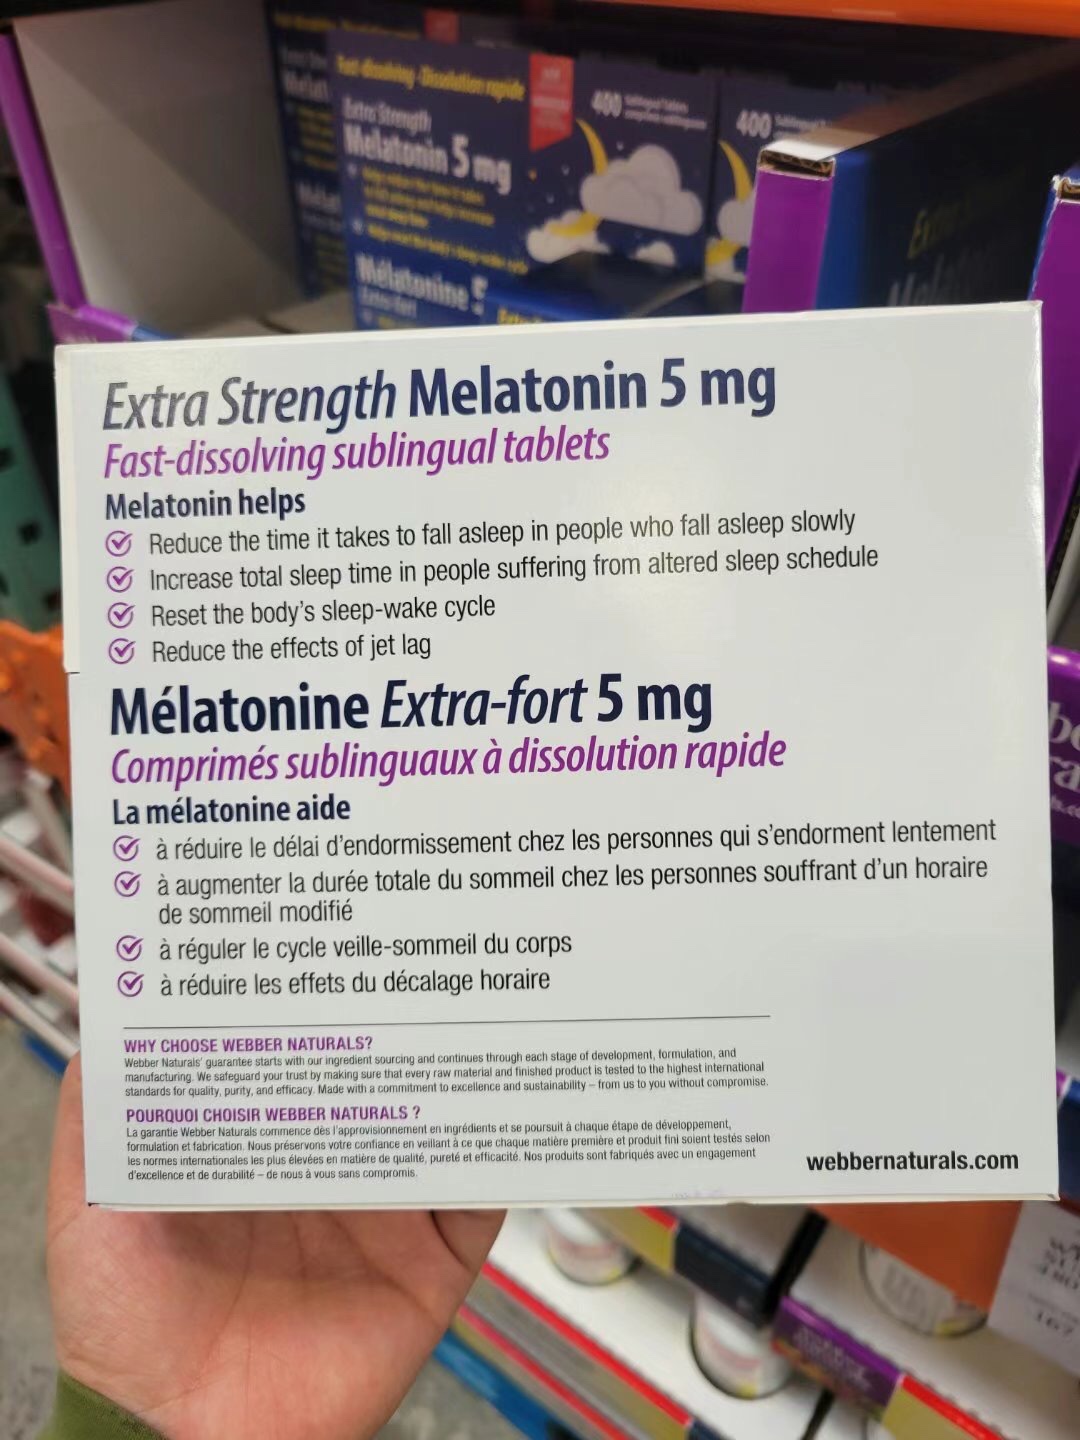 Fast-dissolving · Dissolution rapide
Extra Strength
Melatonin 5 mg
Mélatonine 5
400
400
Extra Strength Melatonin 5 mg
Fast-dissolving sublingual tablets
Melatonin helps
Reduce the time it takes to fall asleep in people who fall asleep slowly
Increase total sleep time in people suffering from altered sleep schedule
Reset the body's sleep-wake cycle
Reduce the effects of jet lag
Mélatonine Extra-fort 5 mg
Comprimés sublinguaux à dissolution rapide
La mélatonine aide
à réduire le délai d'endormissement chez les personnes qui s'endorment lentement
à augmenter la durée totale du sommeil chez les personnes souffrant d'un horaire
de sommeil modifié
à réguler le cycle veille-sommeil du corps
à réduire les effets du décalage horaire
WHY CHOOSE WEBBER NATURALS?
Webber Naturals' guarantee starts with our ingredient sourcing and continues through each stage of development, formulation, and
manufacturing. We safeguard your trust by making sure that every raw material and finished product is tested to the highest international
standards for quality, purity, and efficacy. Made with a commitment to excellence and sustainability – from us to you without compromise.
POURQUOI CHOISIR WEBBER NATURALS ?
La garantie Webber Naturals commence dès l'approvisionnement en ingrédients et se poursuit à chaque étape de développement,
formulation et fabrication. Nous préservons votre confiance en veillant à ce que chaque matière première et produit fini soient testés selon
les normes internationales les plus élevées en matière de qualité, pureté et efficacité. Nos produits sont fabriqués avec un engagement
d'excellence et de durabilité – de nous à vous sans compromis.
webbernaturals.com